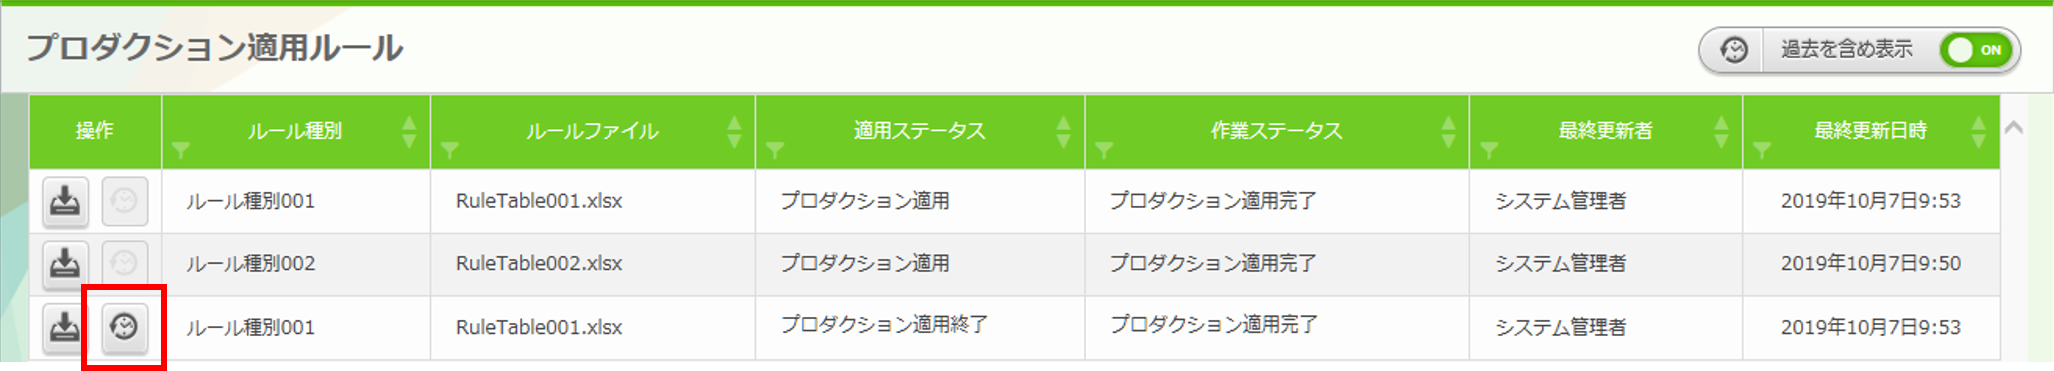 プロダクション適用ルール
過去を含め表示 ON
操作 ルール種別 ルールファイル 適用ステータス 作業ステータス 最終更新者 最終更新日時
ルール種別001 RuleTable001.xlsx プロダクション適用 プロダクション適用完了 システム管理者 2019年10月7日9:53
ルール種別002 RuleTable002.xlsx プロダクション適用 プロダクション適用完了 システム管理者 2019年10月7日9:50
ルール種別001 RuleTable001.xlsx プロダクション適用終了 プロダクション適用完了 システム管理者 2019年10月7日9:53